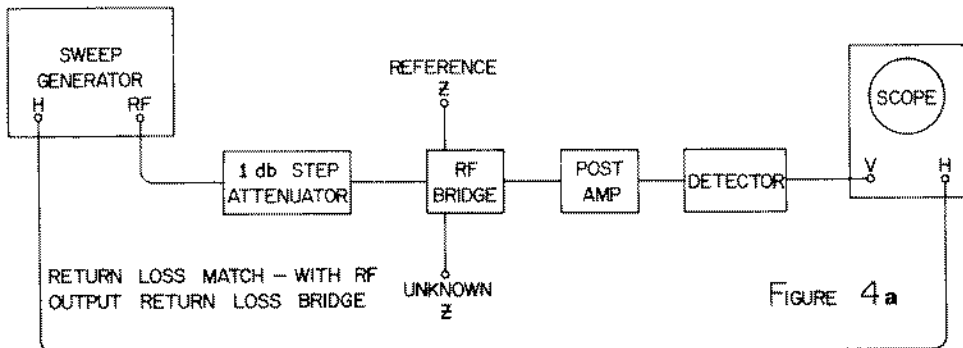 SWEEP
GENERATOR
H RF
1 db STEP
ATTENUATOR
REFERENCE
Z
RF
BRIDGE
UNKNOWN
Z
POST
AMP
DETECTOR
SCOPE
V H
RETURN LOSS MATCH — WITH RF
OUTPUT RETURN LOSS BRIDGE
FIGURE 4a